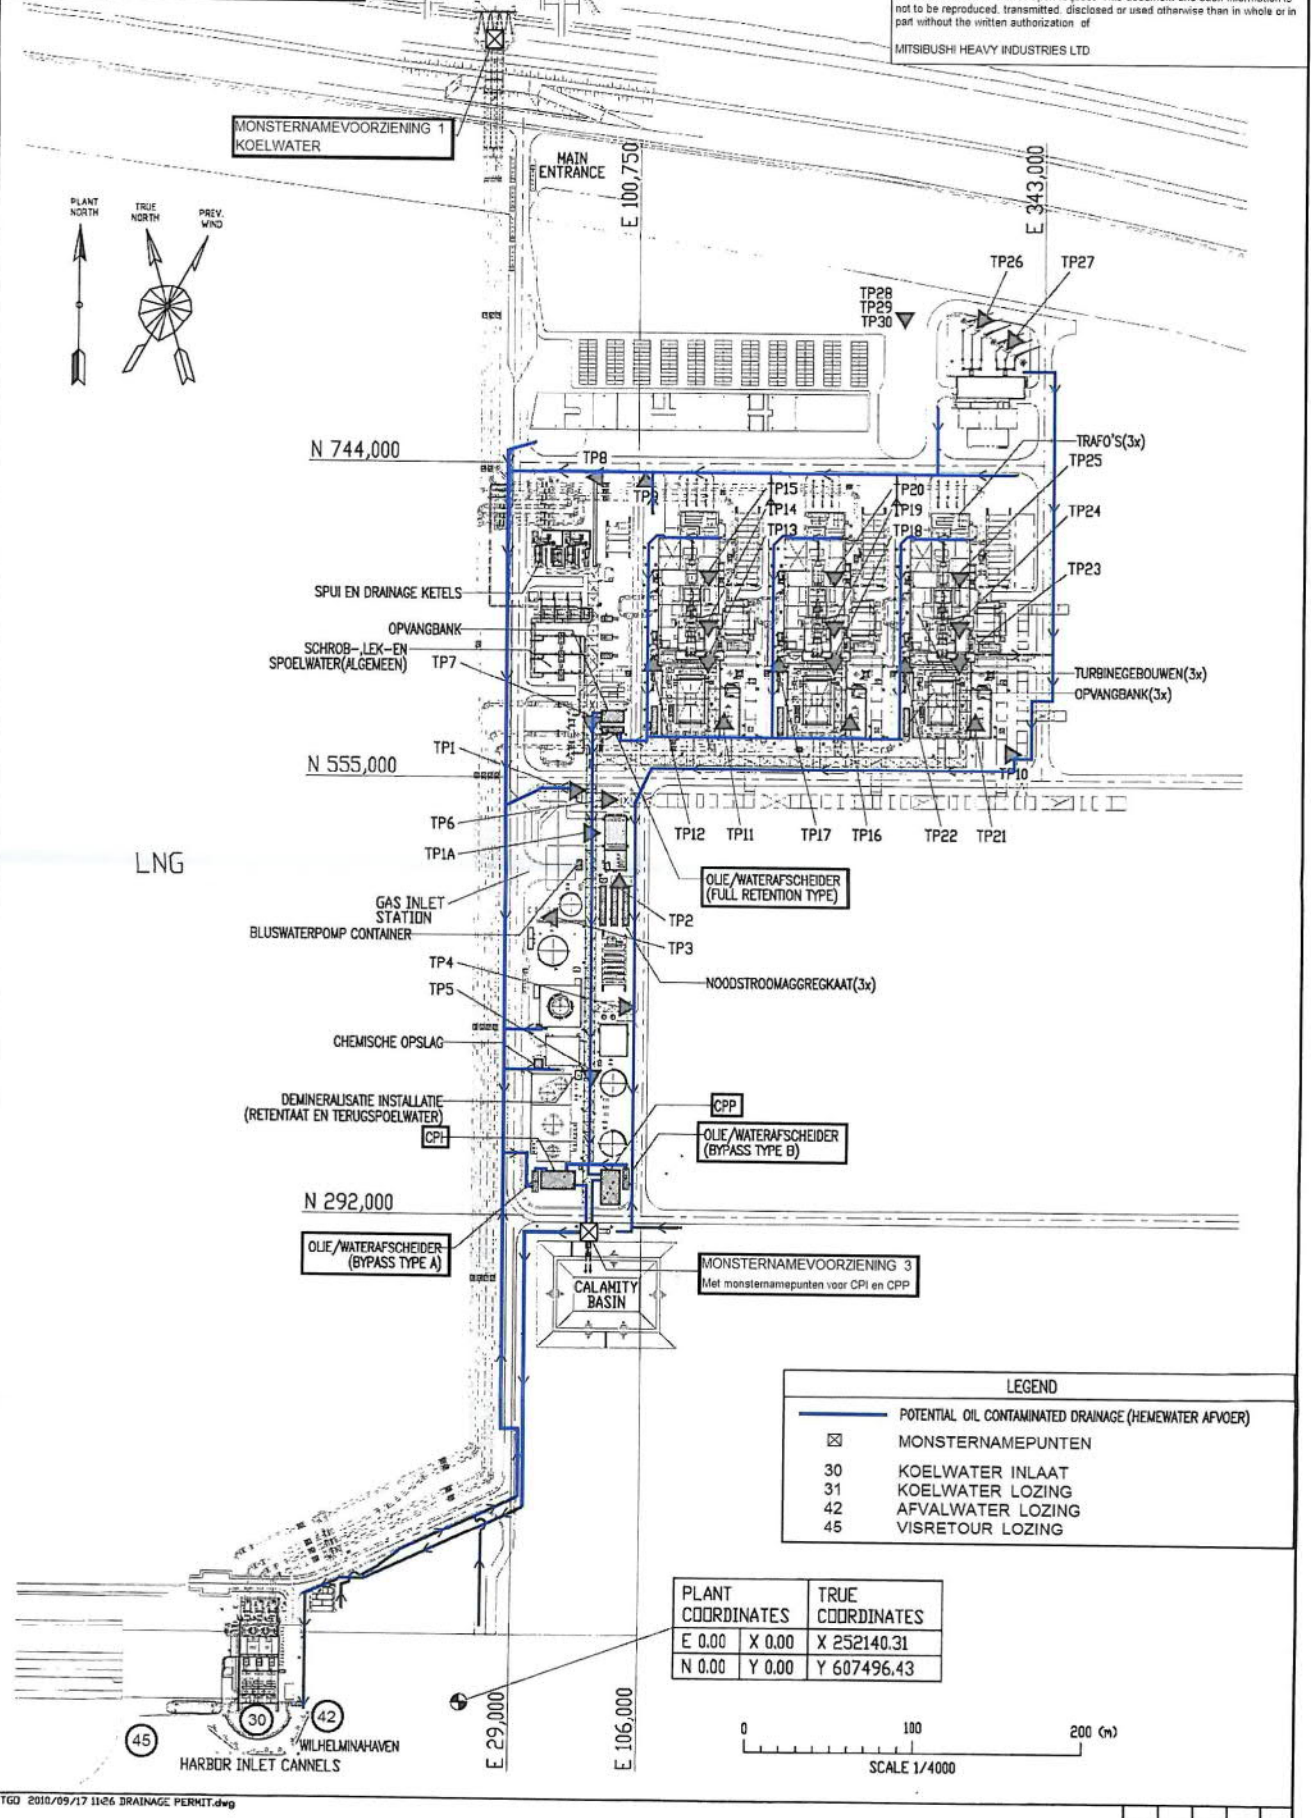 not to be reproduced, transmitted, disclosed or used otherwise than in whole or in
part without the written authorization of
MITSIBUSHI HEAVY INDUSTRIES LTD
MONSTERNAMEVOORZIENING 1
KOELWATER
MAIN
ENTRANCE
E 100,750
E 343,000
PLANT
NORTH
TRUE
NORTH
PREV.
WIND
TP26
TP27
TP28
TP29
TP30
N 744,000
TP8
TRAFO'S(3x)
TP25
TP15
TP14
TP13
TP20
TP19
TP18
TP24
TP23
SPUI EN DRAINAGE KETELS
OPVANGBANK
SCHROB-,LEK-EN
SPOELWATER(ALGEMEEN)
TP7
TURBINEGEBOUWEN(3x)
OPVANGBANK(3x)
TP1
N 555,000
TP10
TP6
TP1A
TP12
TP11
TP17
TP16
TP22
TP21
LNG
OLIE/WATERAFSCHEIDER
(FULL RETENTION TYPE)
GAS INLET
STATION
TP2
BLUSWATERPOMP CONTAINER
TP3
TP4
TP5
NOODSTROOMAGGREGKAAT(3x)
CHEMISCHE OPSLAG
DEMINERALISATIE INSTALLATIE
(RETENTAAT EN TERUGSPOELWATER)
CPP
CPI
OLIE/WATERAFSCHEIDER
(BYPASS TYPE B)
N 292,000
OLIE/WATERAFSCHEIDER
(BYPASS TYPE A)
MONSTERNAMEVOORZIENING 3
Met monsternamepunten voor CPI en CPP
CALAMITY
BASIN
LEGEND
POTENTIAL OIL CONTAMINATED DRAINAGE (HEMEWATER AFVOER)
MONSTERNAMEPUNTEN
30 KOELWATER INLAAT
31 KOELWATER LOZING
42 AFVALWATER LOZING
45 VISRETOUR LOZING
PLANT
COORDINATES
TRUE
COORDINATES
E 0.00 X 0.00 X 252140.31
N 0.00 Y 0.00 Y 607496.43
E 29,000
E 106,000
45
30
42
WILHELMINAHAVEN
HARBOR INLET CANNELS
0 100 200 (m)
SCALE 1/4000
TGO 2010/09/17 11:26 DRAINAGE PERMIT.dwg